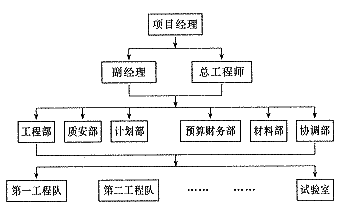 项目经理
副经理 总工程师
工程部 质安部 计划部 预算财务部 材料部 协调部
第一工程队 第二工程队 …… …… 试验室